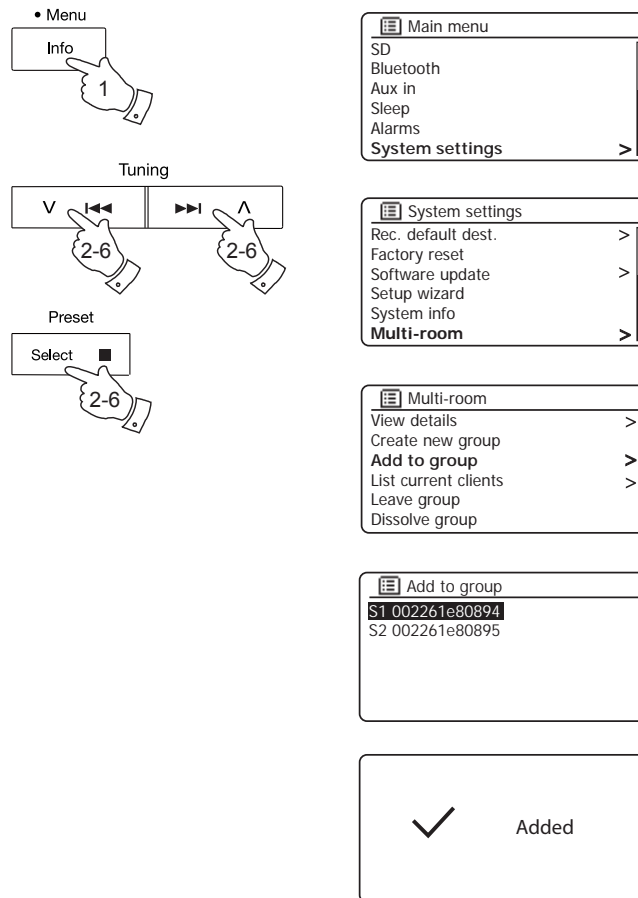 • Menu
Info
1
Tuning
V
Λ
2-6
2-6
Preset
Select
2-6
Main menu
SD
Bluetooth
Aux in
Sleep
Alarms
System settings >
System settings
Rec. default dest. >
Factory reset
Software update >
Setup wizard
System info
Multi-room >
Multi-room
View details >
Create new group
Add to group >
List current clients >
Leave group
Dissolve group
Add to group
S1 002261e80894
S2 002261e80895
Added